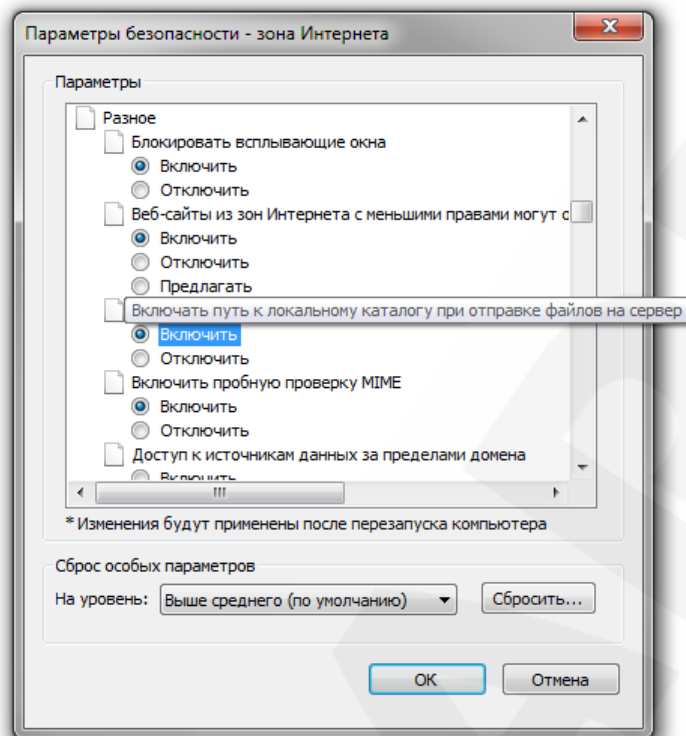 Параметры безопасности - зона Интернета
Параметры
Разное
Блокировать всплывающие окна
Включить
Отключить
Веб-сайты из зон Интернета с меньшими правами могут о
Включить
Отключить
Предлагать
Включать путь к локальному каталогу при отправке файлов на сервер
Включить
Отключить
Включить пробную проверку MIME
Включить
Отключить
Доступ к источникам данных за пределами домена
Включить
* Изменения будут применены после перезапуска компьютера
Сброс особых параметров
На уровень: Выше среднего (по умолчанию) Сбросить...
ОК Отмена